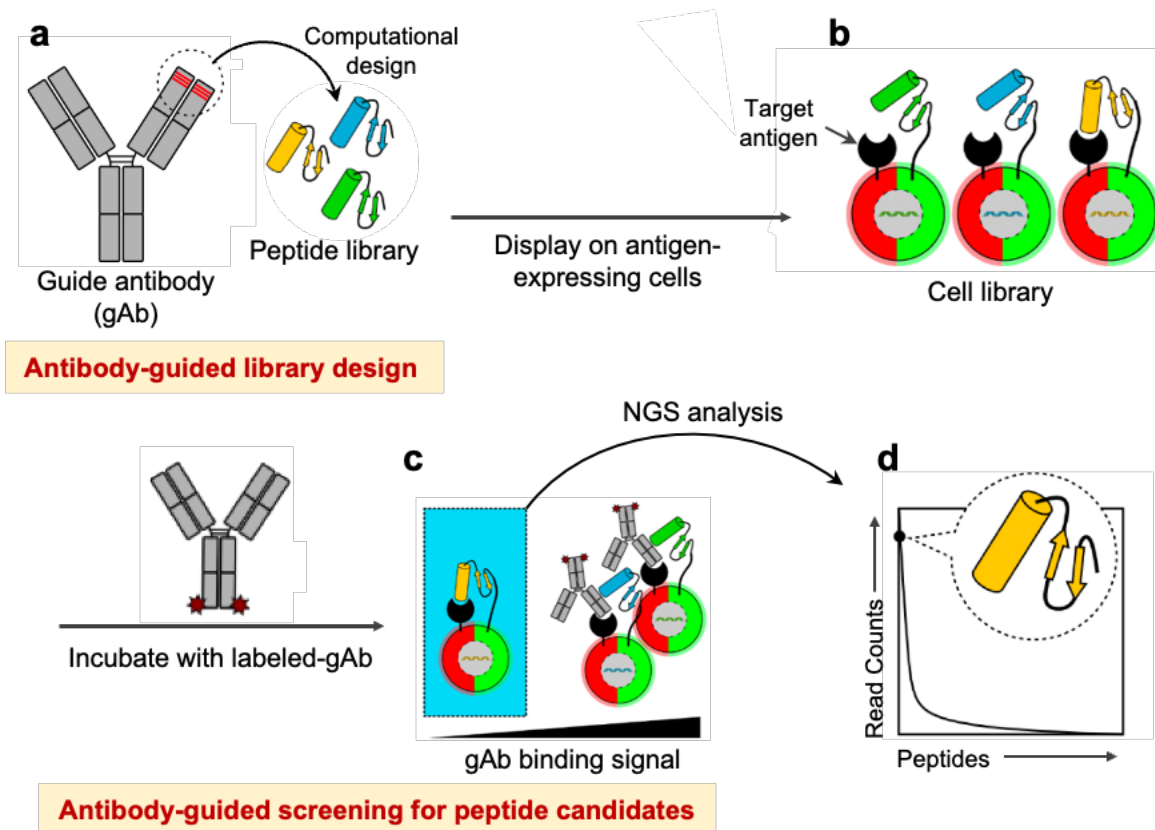 a
Computational
design
Peptide library
Guide antibody
(gAb)
Antibody-guided library design
Display on antigen-
expressing cells
b
Target
antigen
Cell library
Incubate with labeled-gAb
c
gAb binding signal
NGS analysis
d
Read Counts
Peptides
Antibody-guided screening for peptide candidates